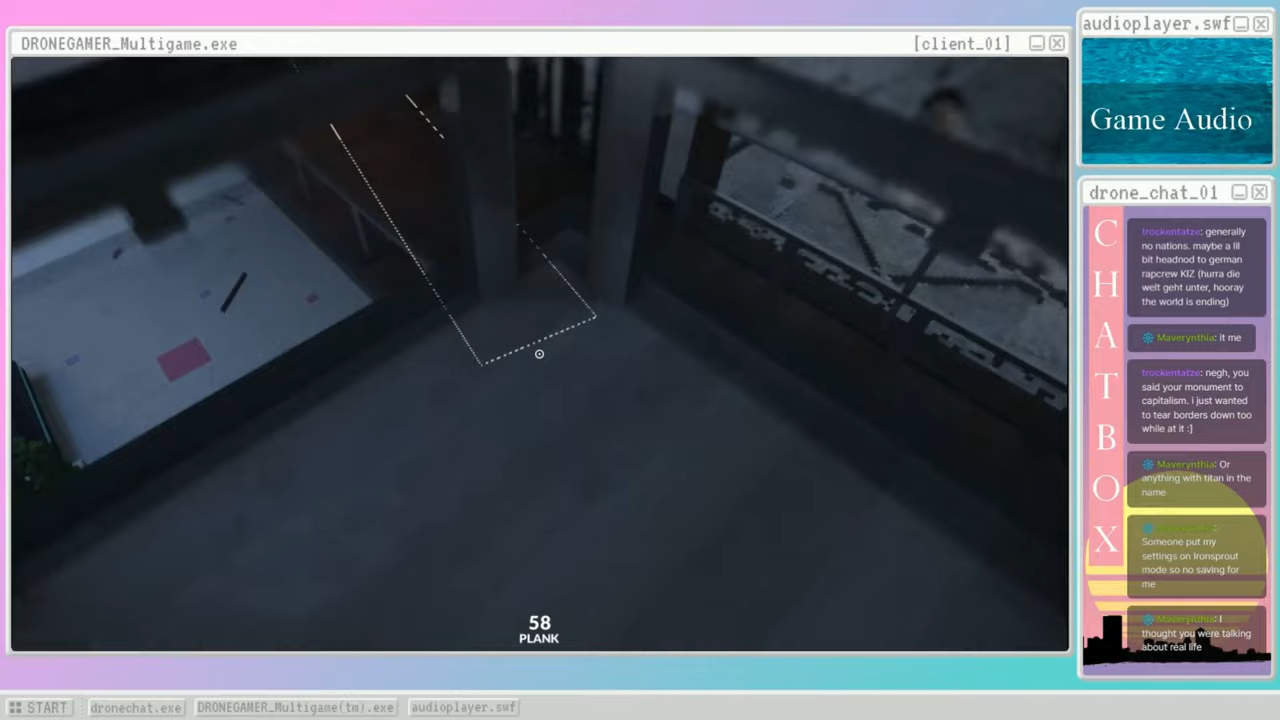 DRONEGAMER_Multigame.exe
[client_01]
58
PLANK
audioplayer.swf
Game Audio
drone_chat_01
CHATBOX
trockentatze: generally
no nations. maybe a lil
bit headnod to german
rapcrew KIZ (hurra die
welt geht unter, hooray
the world is ending)
Maverynthia: it me
trockentatze: negh, you
said your monument to
capitalism. i just wanted
to tear borders down too
while at it :]
Maverynthia: Or
anything with titan in the
name
Maverynthia:
Someone put my
settings on Ironsprout
mode so no saving for
me
Maverynthia: I
thought you were talking
about real life
START
dronechat.exe
DRONEGAMER_Multigame(tm).exe
audioplayer.swf